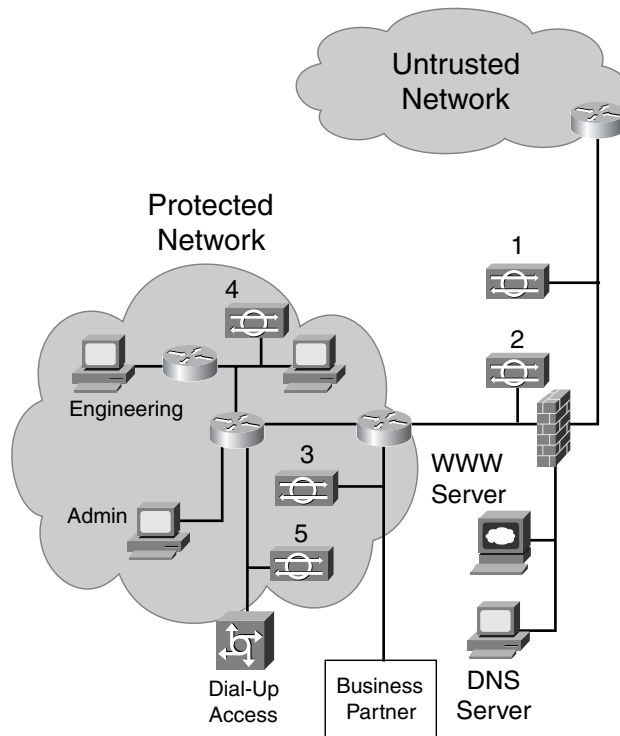 Untrusted
Network
Protected
Network
1
4
2
Engineering
3
WWW
Server
Admin
5
Dial-Up
Access
Business
Partner
DNS
Server